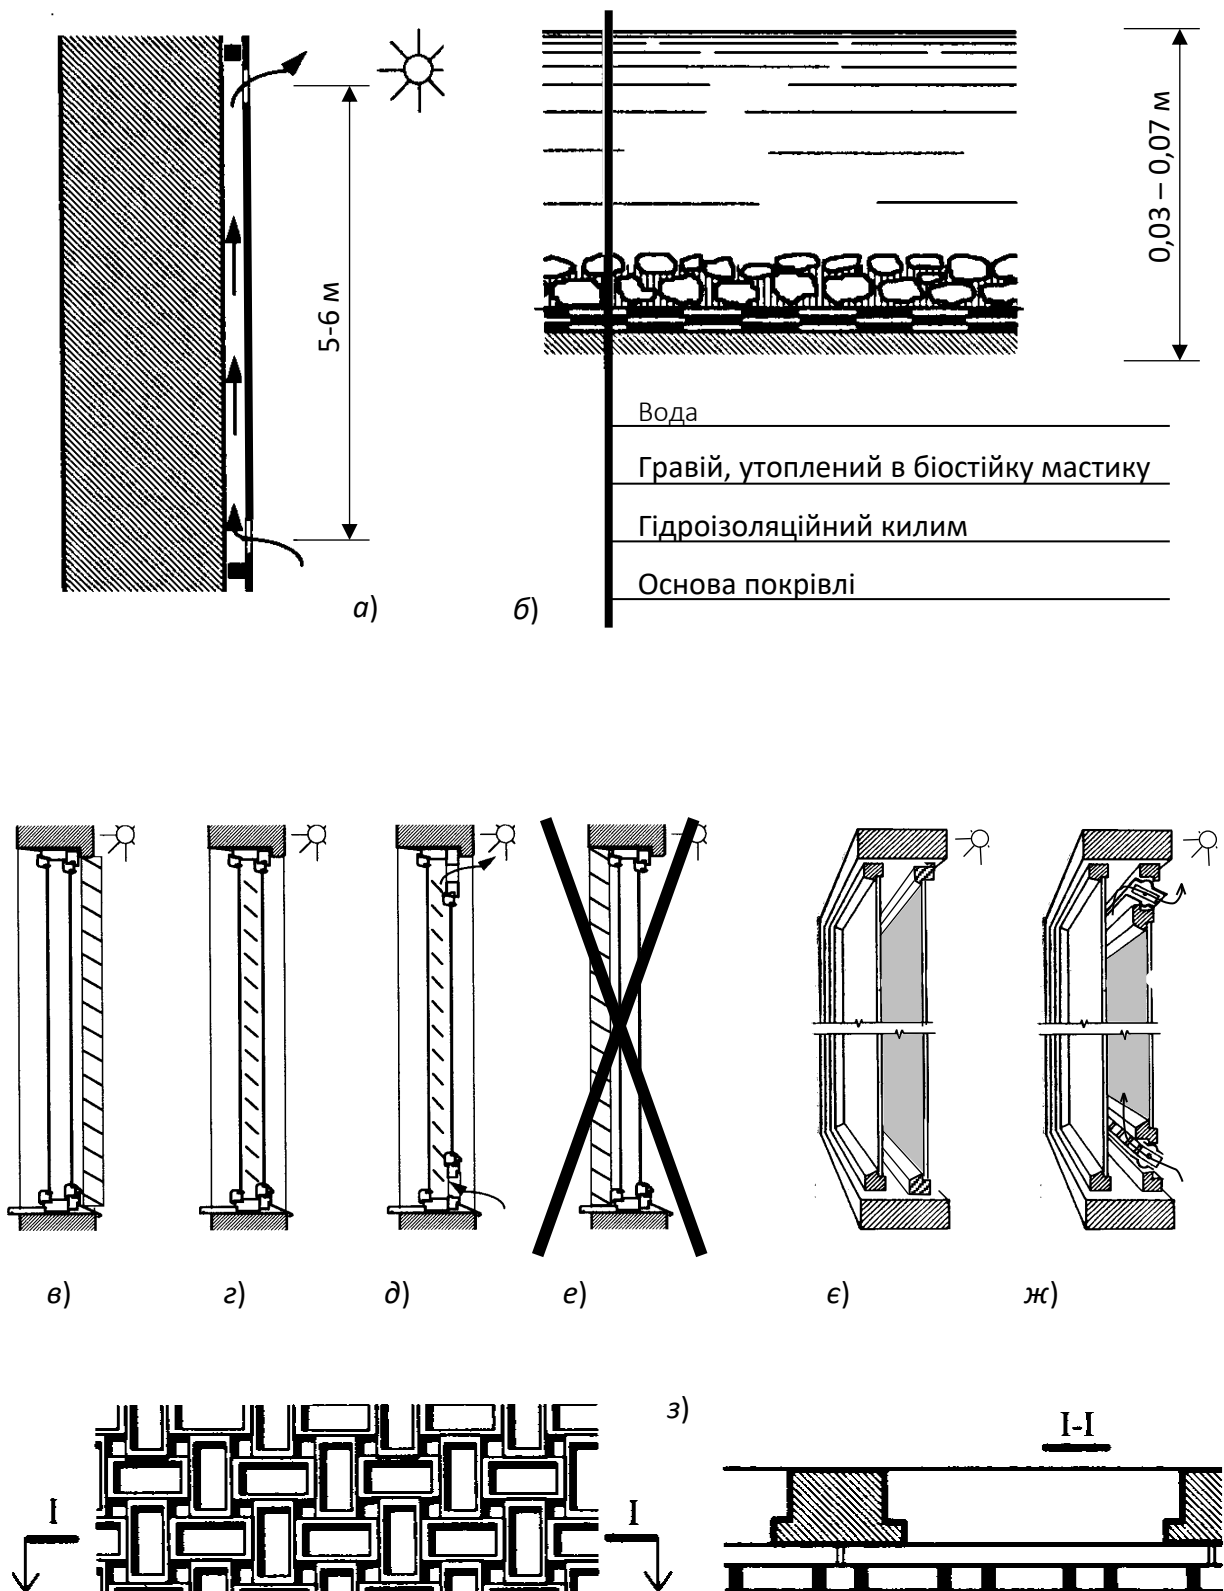 5-6 м
0,03 – 0,07 м
Вода
Гравій, утоплений в біостійку мастику
Гідроізоляційний килим
Основа покрівлі
а) б)
в) г) д) е) є) ж)
з)
I-I
I I